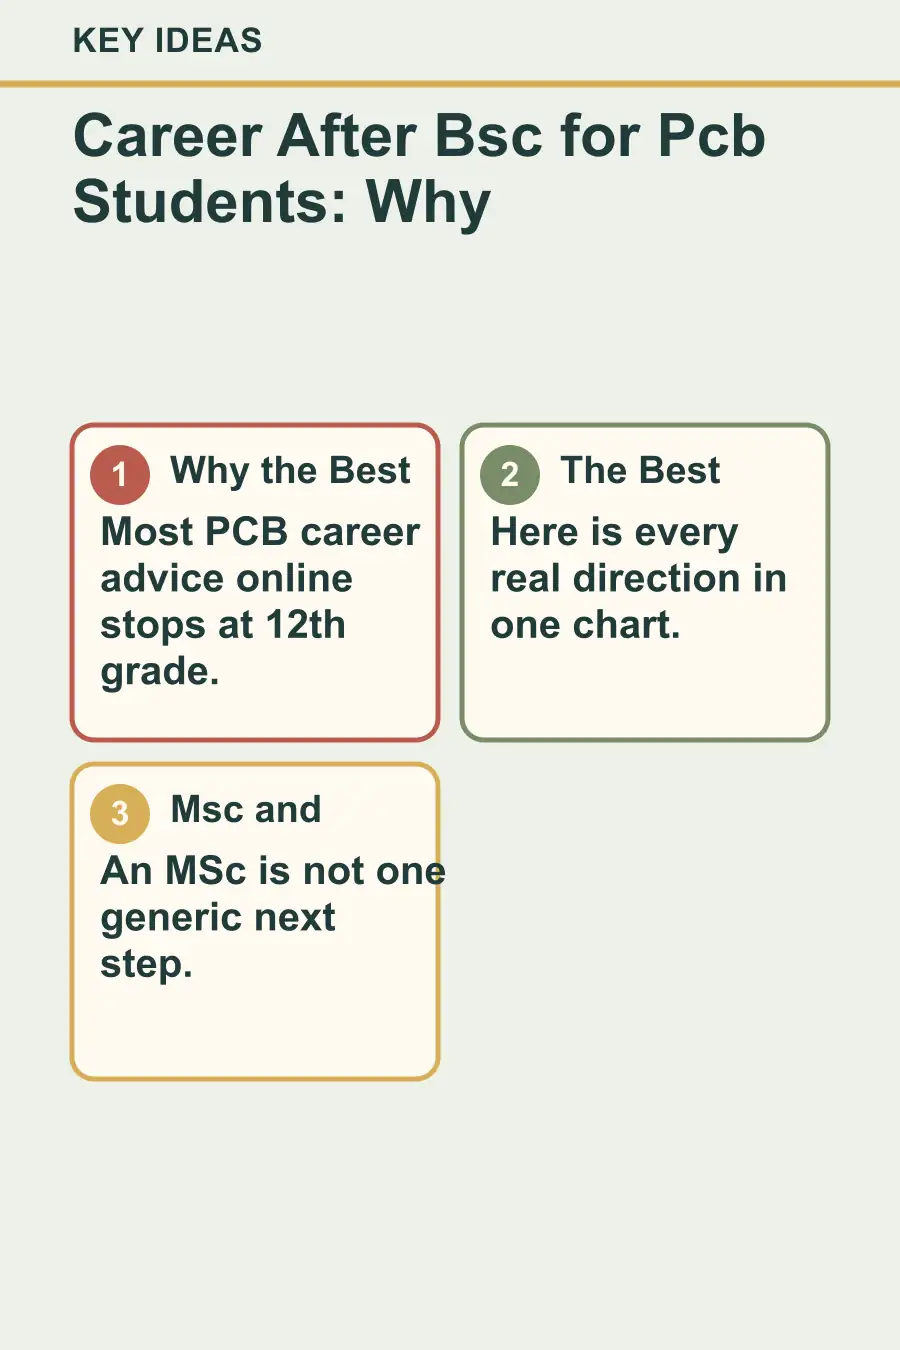 KEY IDEAS
Career After Bsc for Pcb
Students: Why
1
Why the Best
Most PCB career
advice online
stops at 12th
grade.
2
The Best
Here is every
real direction in
one chart.
3
Msc and
An MSc is not one
generic next
step.